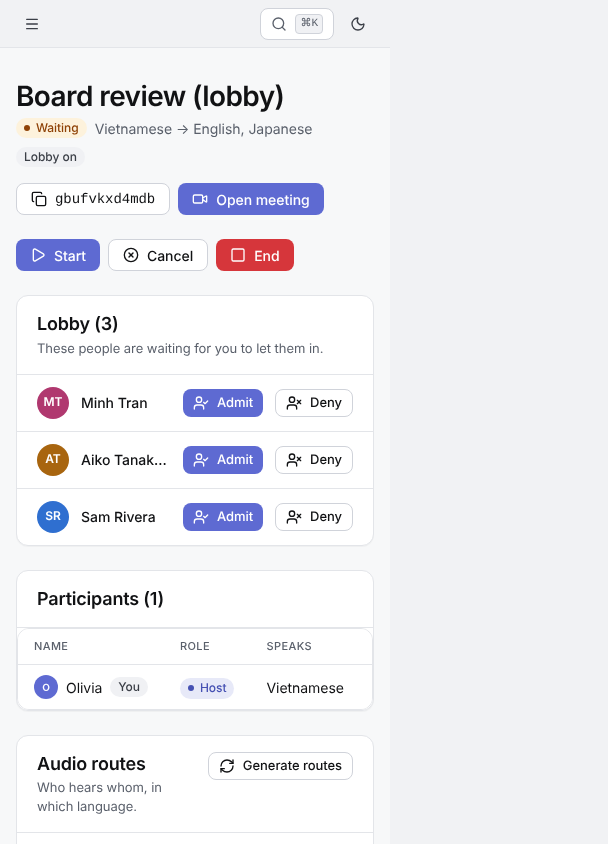 ⌘K
Board review (lobby)
Waiting Vietnamese → English, Japanese
Lobby on
gbufvkxd4mdb Open meeting
Start Cancel End
Lobby (3)
These people are waiting for you to let them in.
MT Minh Tran Admit Deny
AT Aiko Tanak... Admit Deny
SR Sam Rivera Admit Deny
Participants (1)
NAME ROLE SPEAKS
O Olivia You Host Vietnamese
Audio routes Generate routes
Who hears whom, in
which language.